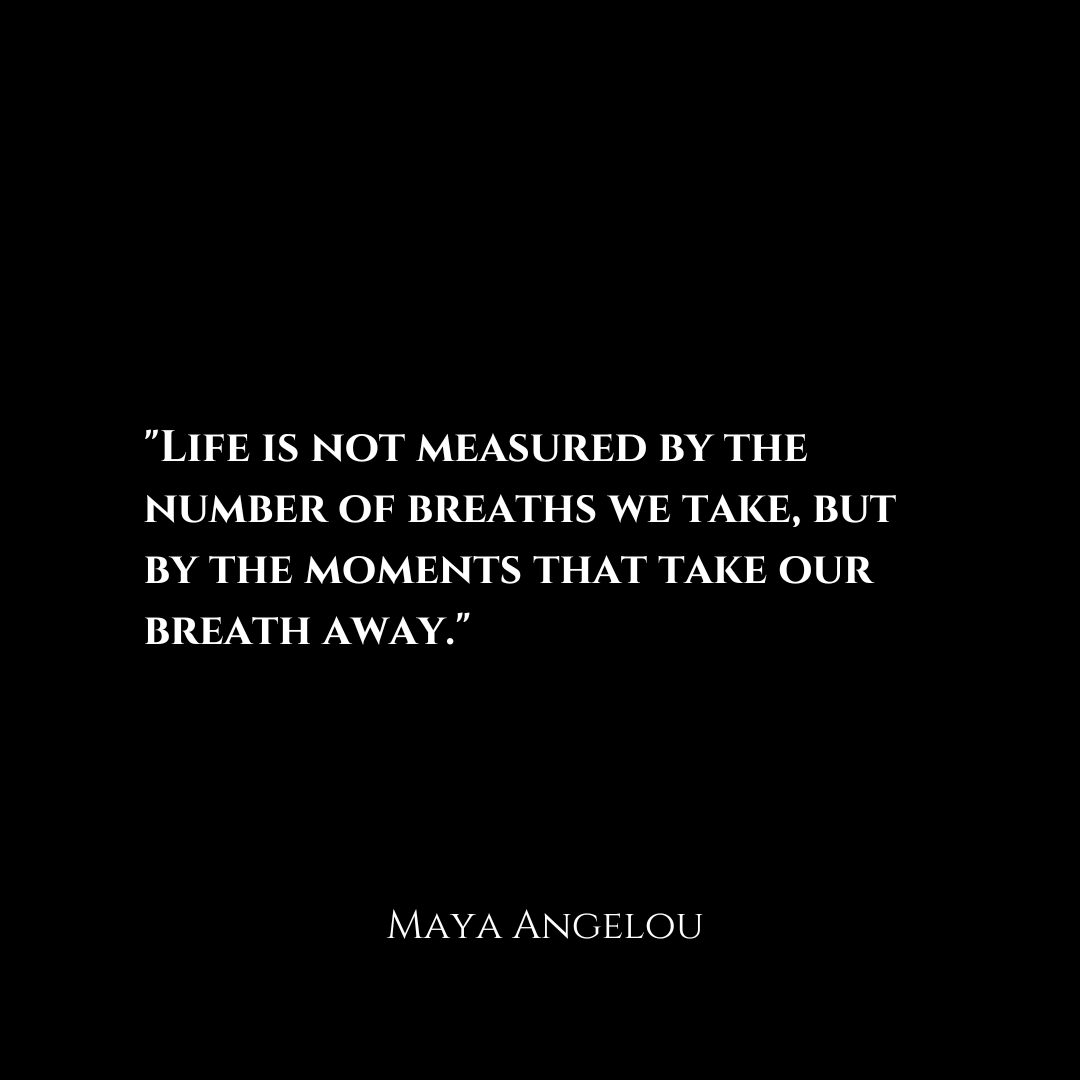 "Life is not measured by the
number of breaths we take, but
by the moments that take our
breath away."
Maya Angelou